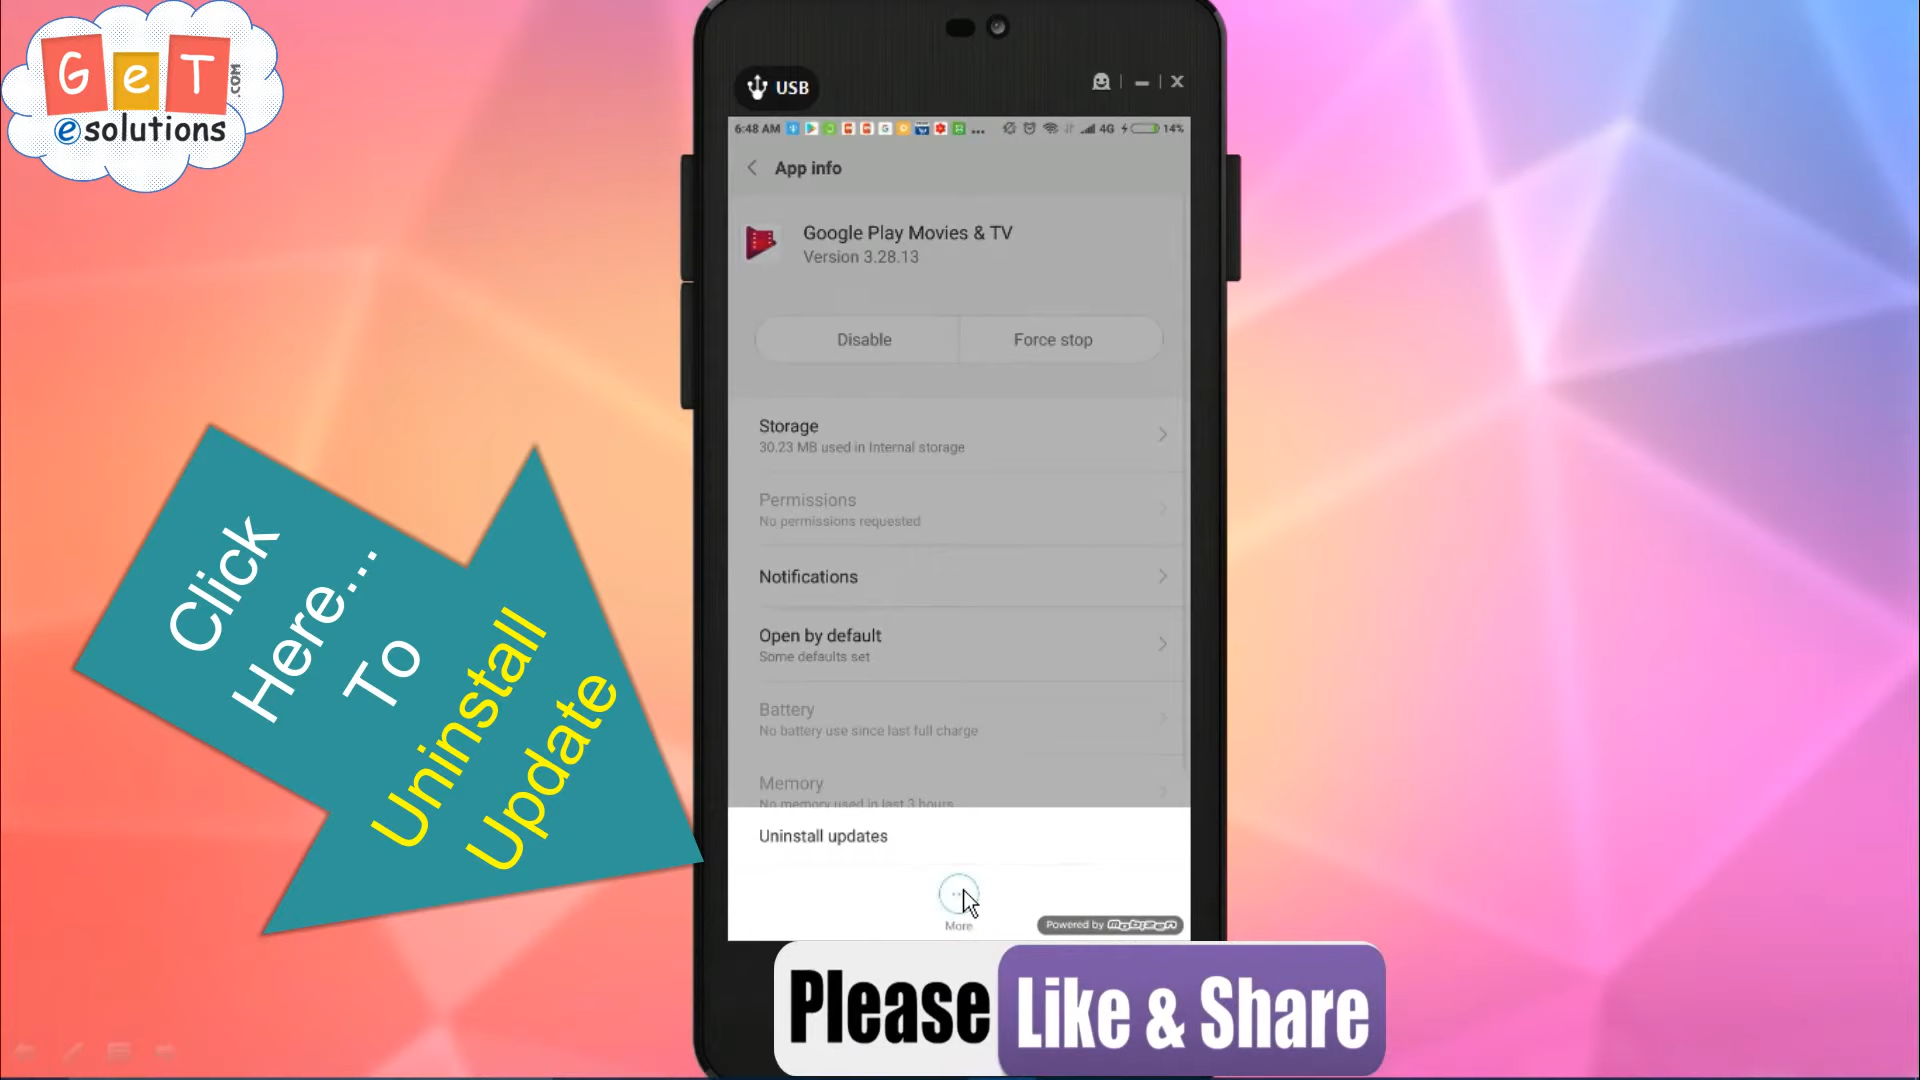 GeT .COM
esolutions
USB
6:48 AM ... 4G 14%
App info
Google Play Movies & TV
Version 3.28.13
Disable
Force stop
Storage
30.23 MB used in Internal storage
Permissions
No permissions requested
Notifications
Open by default
Some defaults set
Battery
No battery use since last full charge
Memory
No memory used in last 3 hours
Uninstall updates
More
Powered by mobizen
Click
Here...
To
Uninstall
Update
Please Like & Share